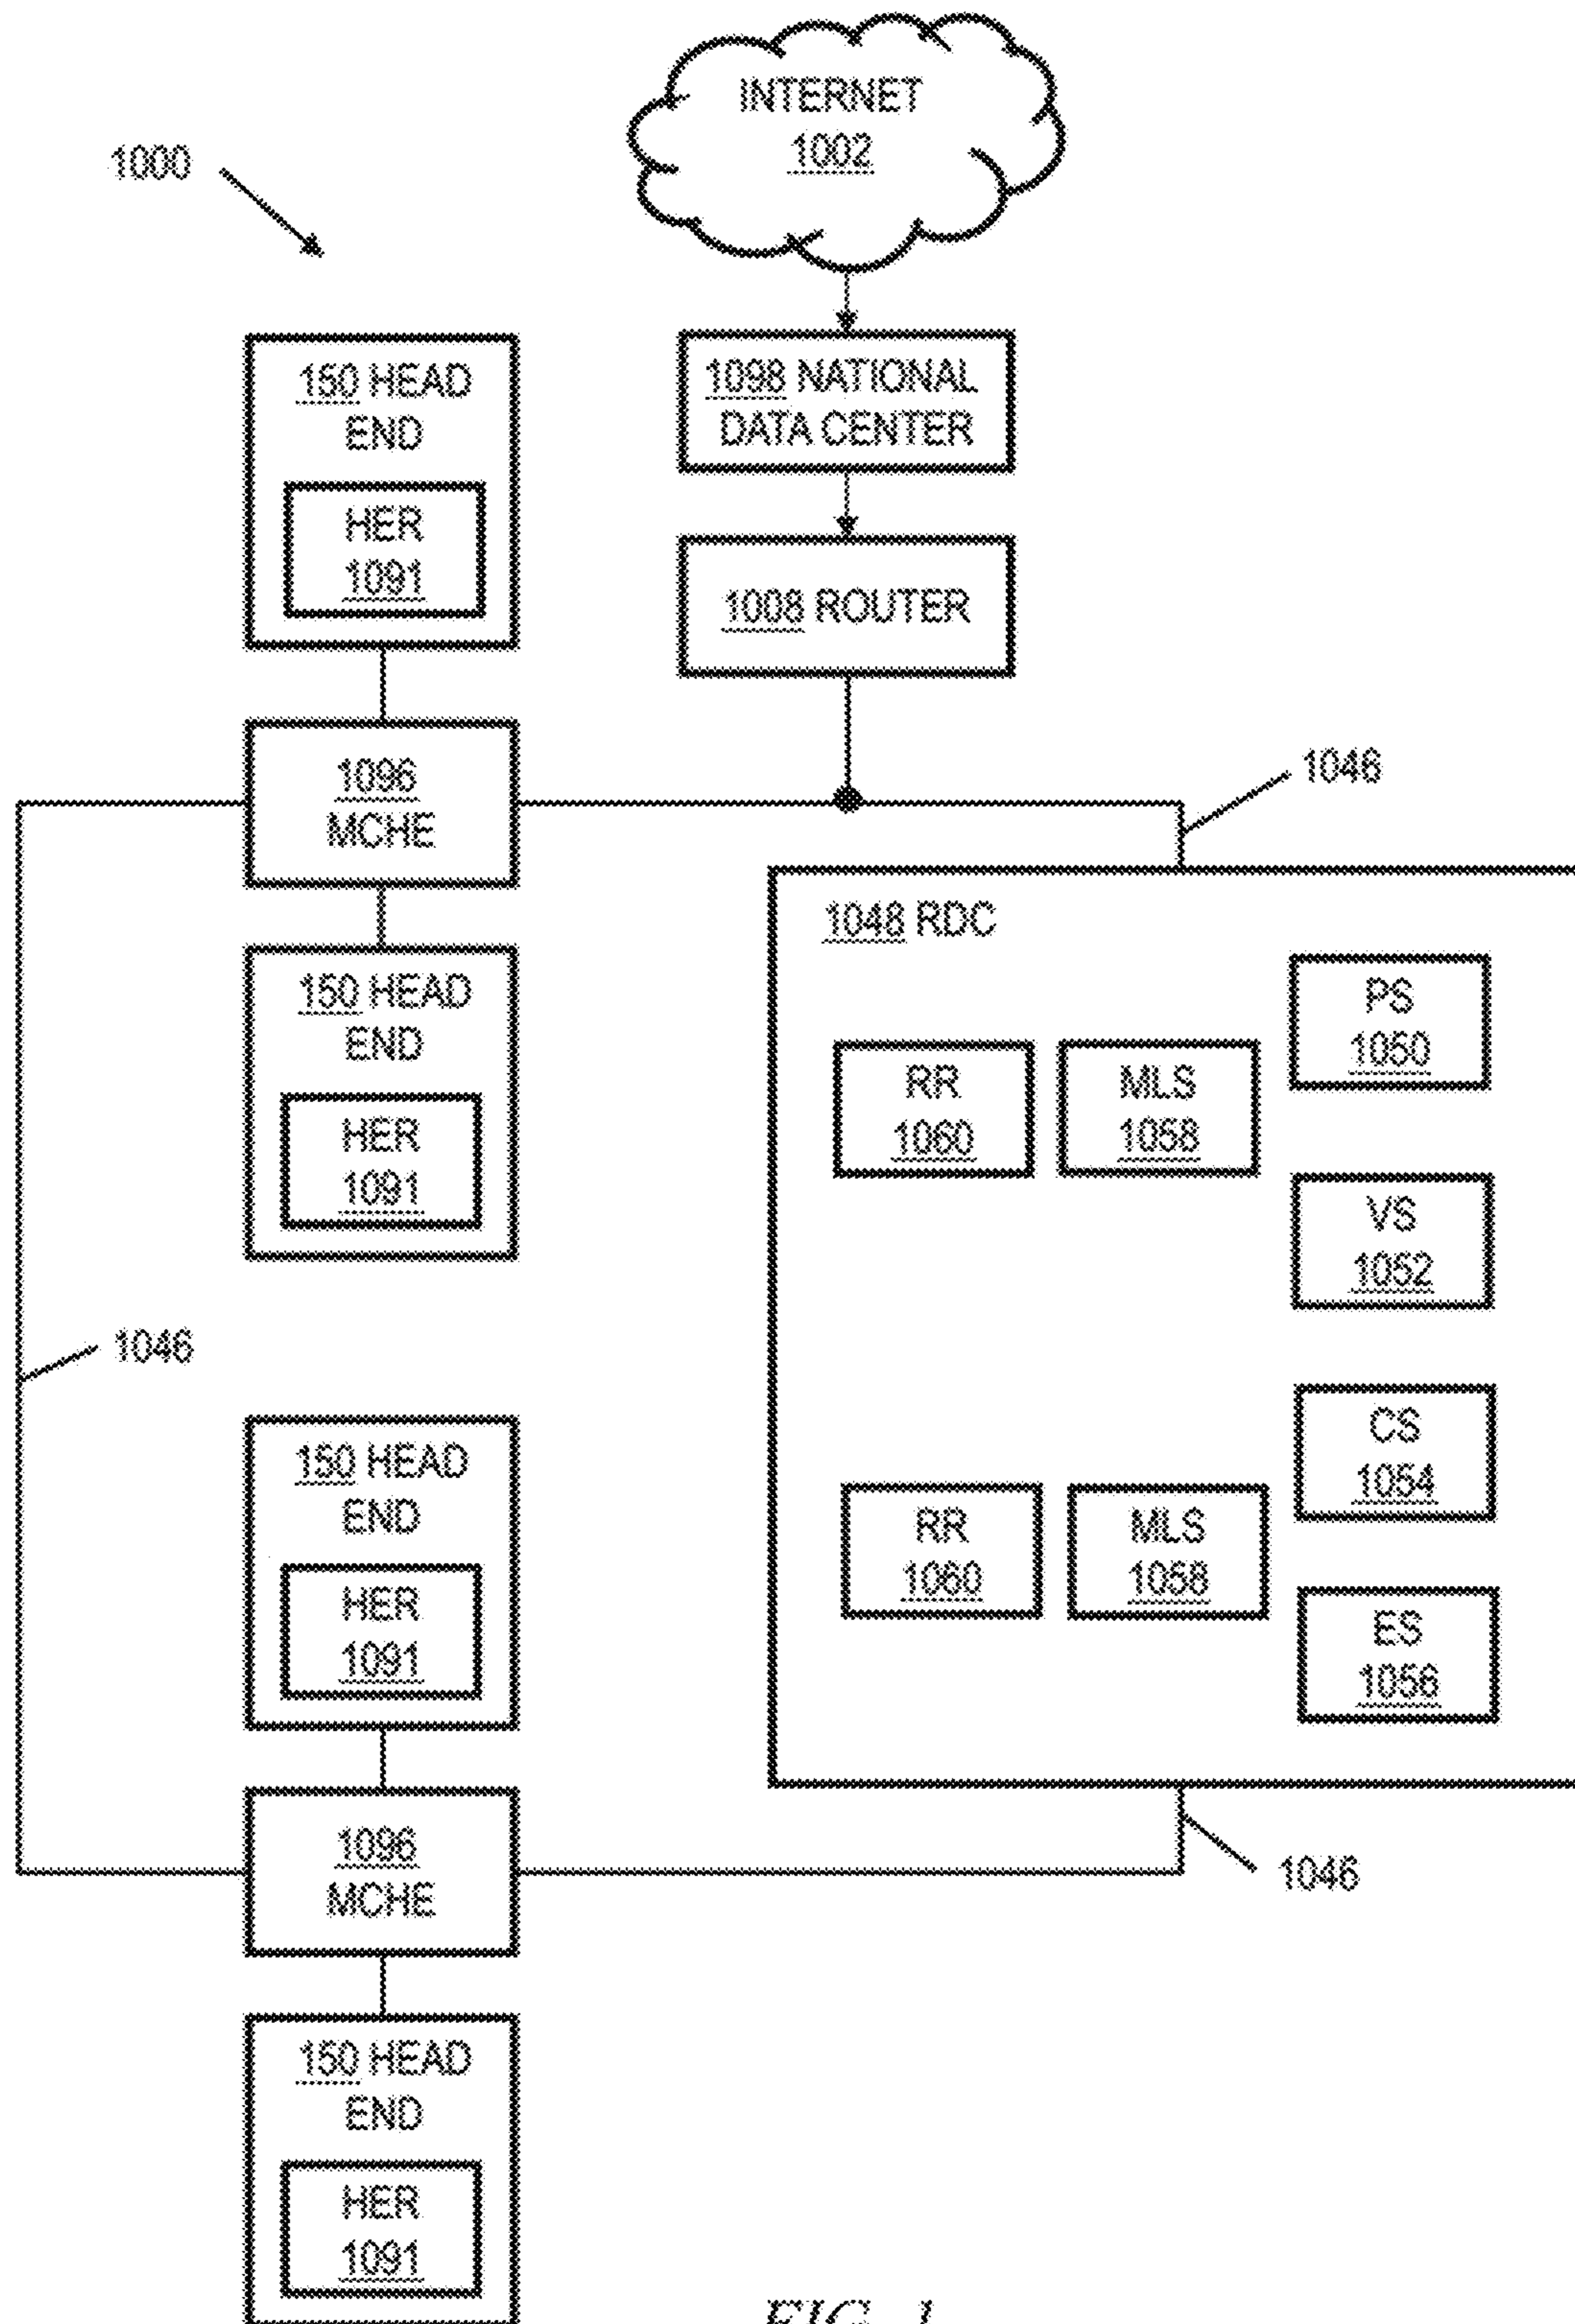 INTERNET
1002
1000
1098 NATIONAL
DATA CENTER
1008 ROUTER
150 HEAD
END
HER
1091
1096
MCHE
1046
150 HEAD
END
HER
1091
1046
1048 RDC
PS
1050
RR
1060
MLS
1058
VS
1052
CS
1054
RR
1060
MLS
1058
ES
1056
150 HEAD
END
HER
1091
1096
MCHE
1046
150 HEAD
END
HER
1091
FIG. 1